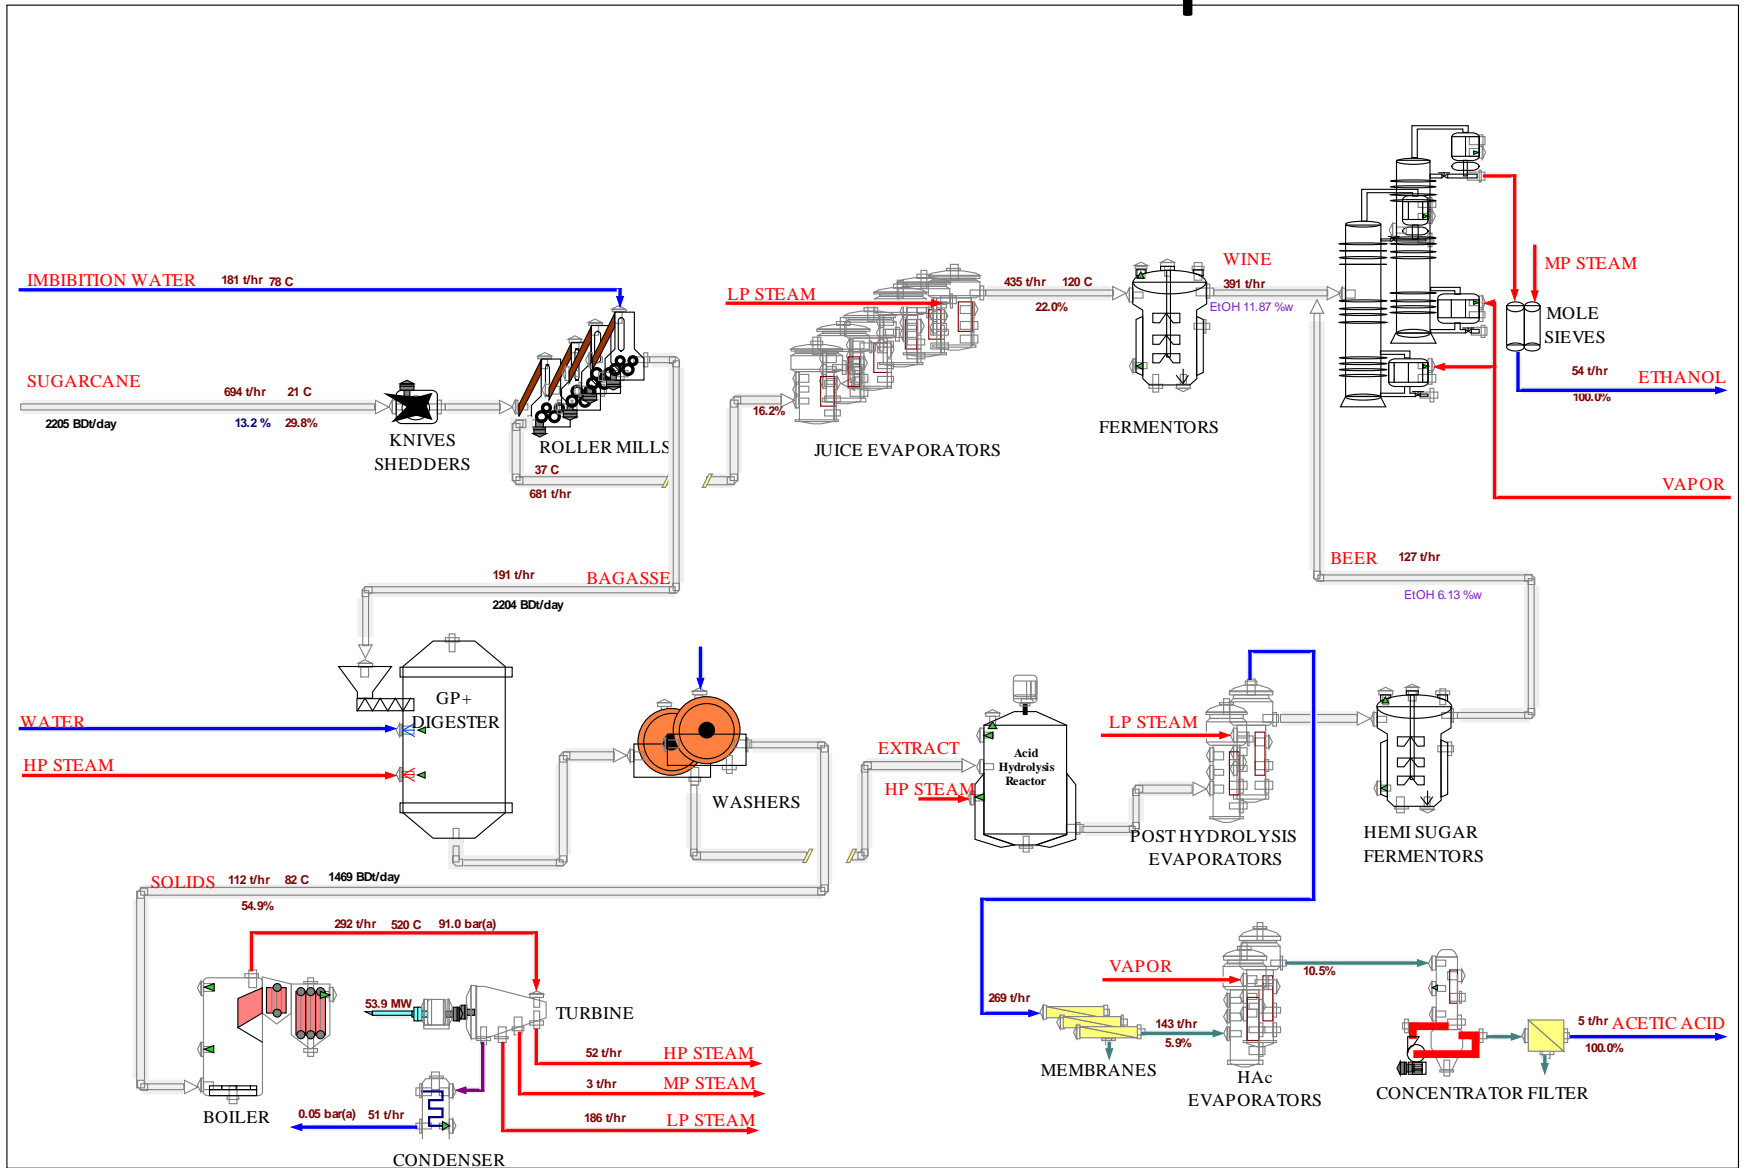 IMBIBITION WATER 181 t/hr 78 C
LP STEAM
435 t/hr 120 C
22.0%
WINE
391 t/hr
EtOH 11.87 %w
MP STEAM
MOLE
SIEVES
SUGARCANE 694 t/hr 21 C
2205 BDt/day 13.2 % 29.8%
KNIVES
SHEDDERS
ROLLER MILLS
37 C
681 t/hr
16.2%
JUICE EVAPORATORS
FERMENTORS
54 t/hr
ETHANOL
100.0%
VAPOR
191 t/hr BAGASSE
2204 BDt/day
BEER 127 t/hr
EtOH 6.13 %w
GP+
DIGESTER
WATER
HP STEAM
WASHERS
EXTRACT
HP STEAM
Acid
Hydrolysis
Reactor
LP STEAM
POST HYDROLYSIS
EVAPORATORS
HEMI SUGAR
FERMENTORS
SOLIDS 112 t/hr 82 C 1469 BDt/day
54.9%
292 t/hr 520 C 91.0 bar(a)
53.9 MW
TURBINE
BOILER
52 t/hr HP STEAM
3 t/hr MP STEAM
186 t/hr LP STEAM
0.05 bar(a) 51 t/hr
CONDENSER
269 t/hr
MEMBRANES
143 t/hr
5.9%
VAPOR
HAc
EVAPORATORS
10.5%
CONCENTRATOR FILTER
5 t/hr ACETIC ACID
100.0%